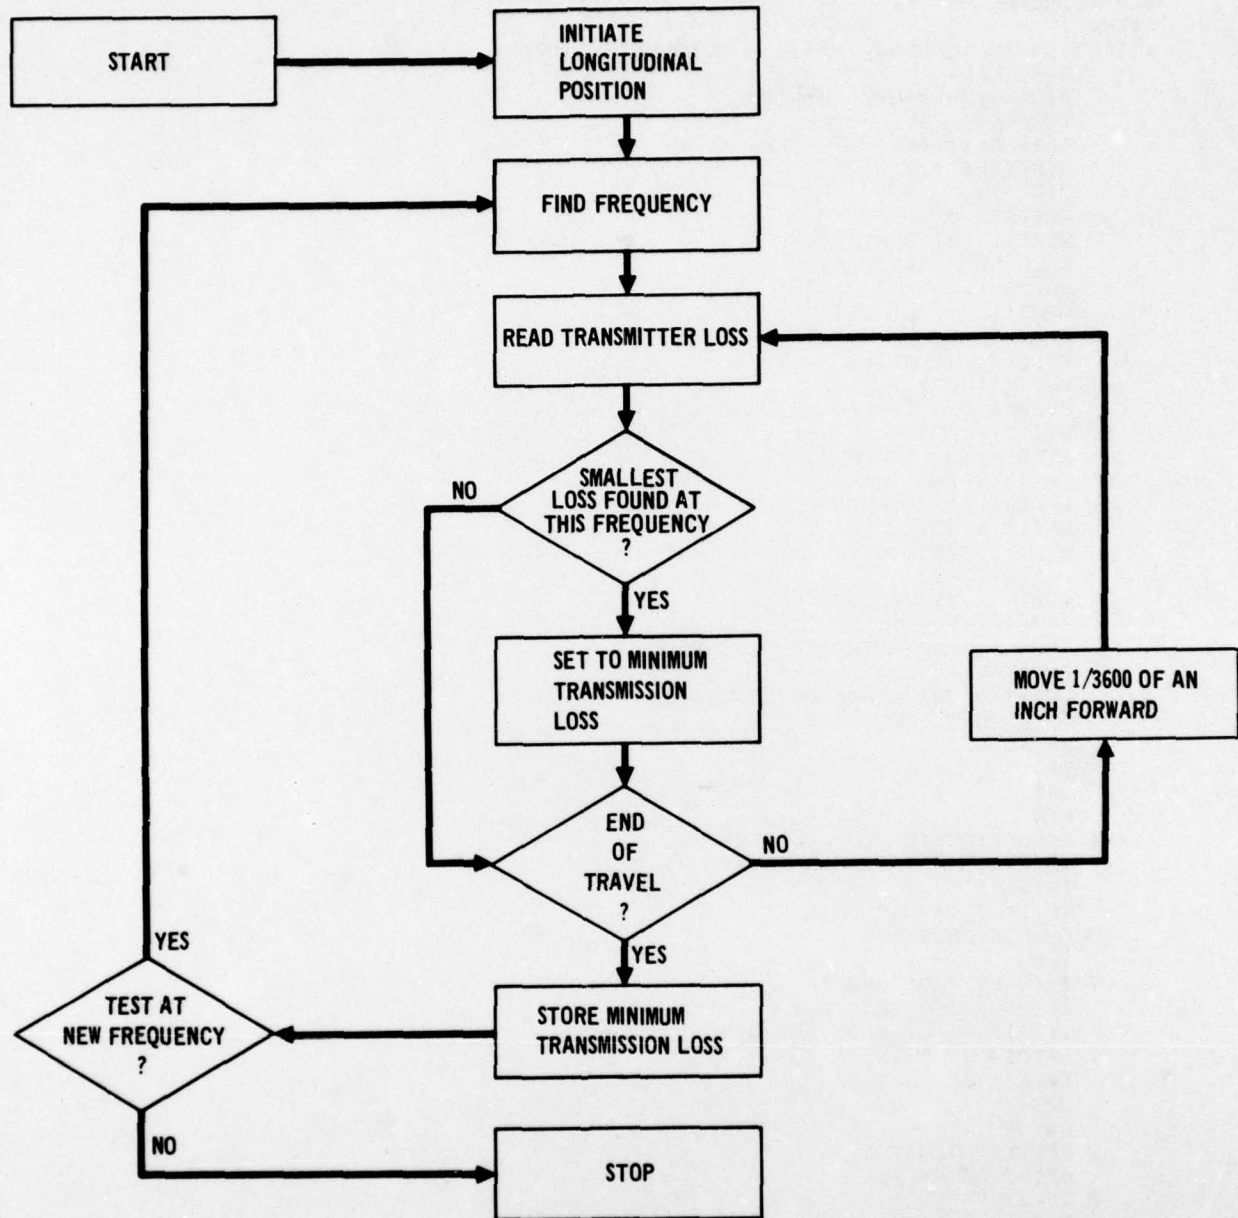 START
INITIATE
LONGITUDINAL
POSITION
FIND FREQUENCY
READ TRANSMITTER LOSS
SMALLEST
LOSS FOUND AT
THIS FREQUENCY
?
NO
YES
SET TO MINIMUM
TRANSMISSION
LOSS
MOVE 1/3600 OF AN
INCH FORWARD
END
OF
TRAVEL
?
NO
YES
STORE MINIMUM
TRANSMISSION LOSS
YES
TEST AT
NEW FREQUENCY
?
NO
STOP